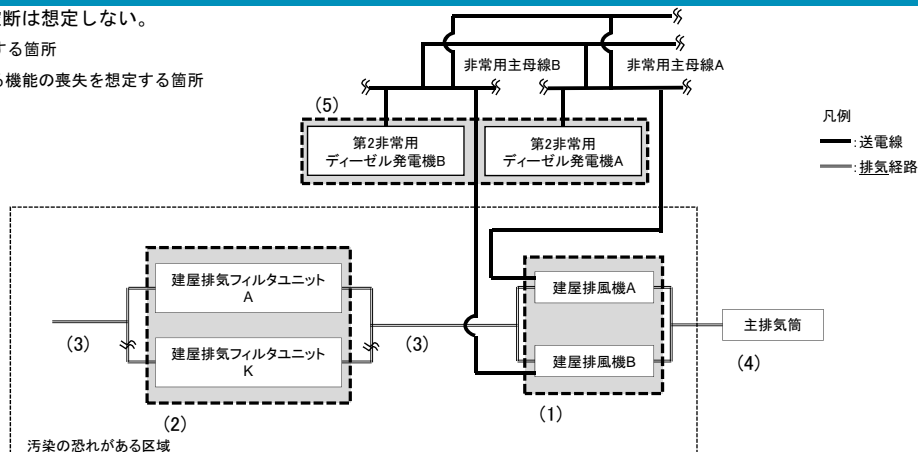 断は想定しない。
する箇所
る機能の喪失を想定する箇所
非常用主母線B
非常用主母線A
(5)
第2非常用
ディーゼル発電機B
第2非常用
ディーゼル発電機A
凡例
:送電線
:排気経路
建屋排気フィルタユニット
A
建屋排風機A
(3)
(3)
主排気筒
建屋排気フィルタユニット
K
建屋排風機B
(4)
(2)
(1)
汚染の恐れがある区域